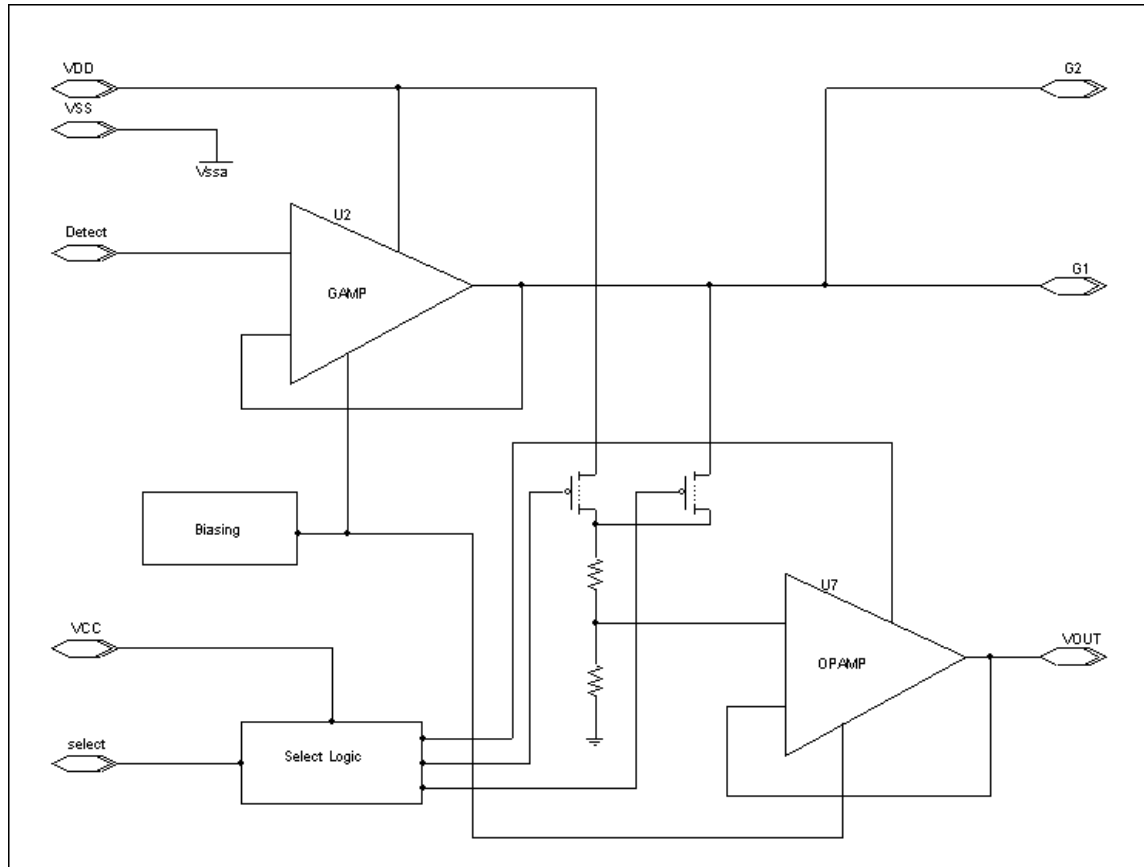 VDD
G2
VSS
Vssa
U2
Detect
G1
GAMP
Biasing
U7
VCC
VOUT
OPAMP
select
Select Logic